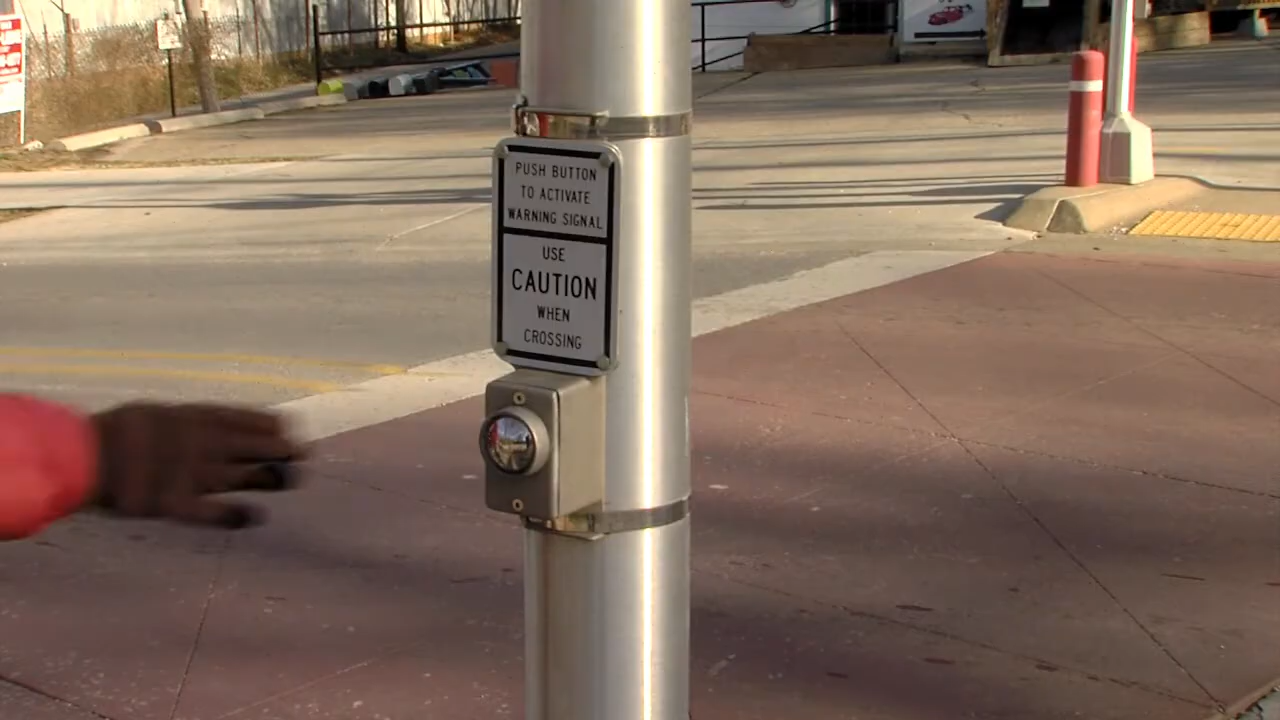 PUSH BUTTON
TO ACTIVATE
WARNING SIGNAL
USE
CAUTION
WHEN
CROSSING